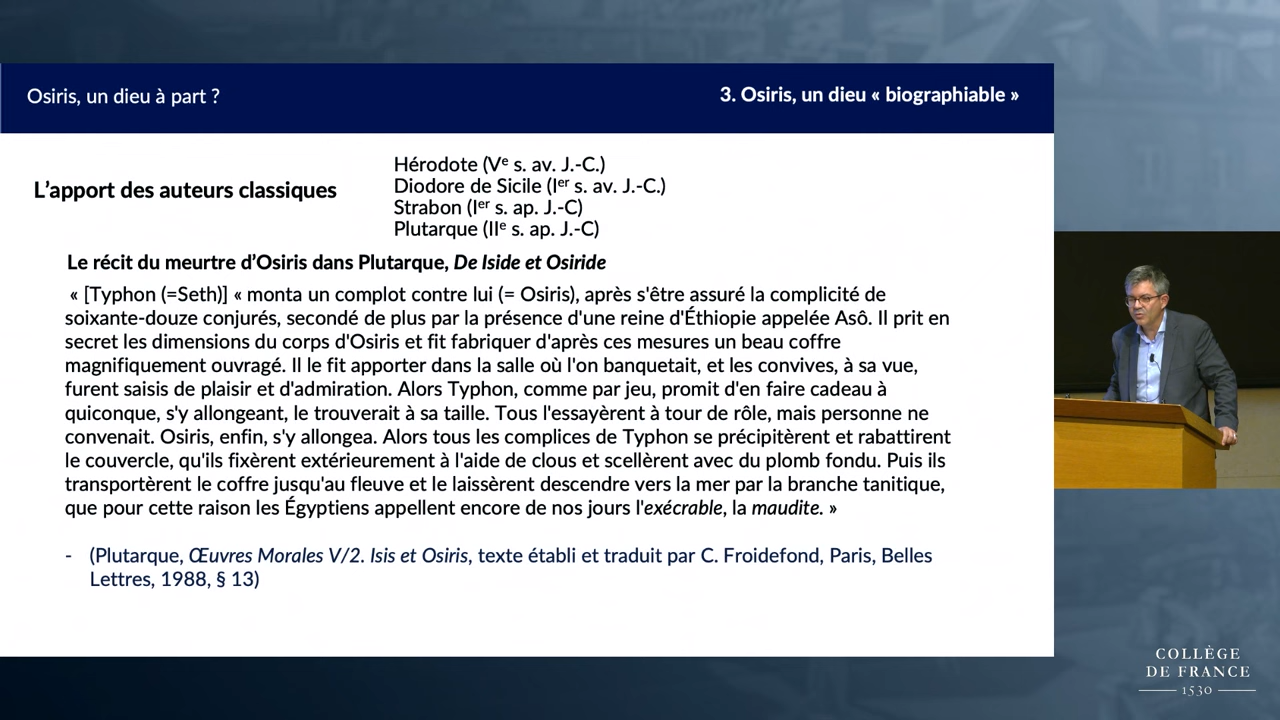 Osiris, un dieu à part ?
3. Osiris, un dieu « biographiable »
L’apport des auteurs classiques
Hérodote (Vᵉ s. av. J.-C.)
Diodore de Sicile (Iᵉʳ s. av. J.-C.)
Strabon (Iᵉʳ s. ap. J.-C)
Plutarque (IIᵉ s. ap. J.-C)
Le récit du meurtre d’Osiris dans Plutarque, De Iside et Osiride
« [Typhon (=Seth)] « monta un complot contre lui (= Osiris), après s'être assuré la complicité de
soixante-douze conjurés, secondé de plus par la présence d'une reine d'Éthiopie appelée Asô. Il prit en
secret les dimensions du corps d'Osiris et fit fabriquer d'après ces mesures un beau coffre
magnifiquement ouvragé. Il le fit apporter dans la salle où l'on banquetait, et les convives, à sa vue,
furent saisis de plaisir et d'admiration. Alors Typhon, comme par jeu, promit d'en faire cadeau à
quiconque, s'y allongeant, le trouverait à sa taille. Tous l'essayèrent à tour de rôle, mais personne ne
convenait. Osiris, enfin, s'y allongea. Alors tous les complices de Typhon se précipitèrent et rabattirent
le couvercle, qu'ils fixèrent extérieurement à l'aide de clous et scellèrent avec du plomb fondu. Puis ils
transportèrent le coffre jusqu'au fleuve et le laissèrent descendre vers la mer par la branche tanitique,
que pour cette raison les Égyptiens appellent encore de nos jours l'exécrable, la maudite. »
- (Plutarque, Œuvres Morales V/2. Isis et Osiris, texte établi et traduit par C. Froidefond, Paris, Belles
Lettres, 1988, § 13)
COLLÈGE
DE FRANCE
1530